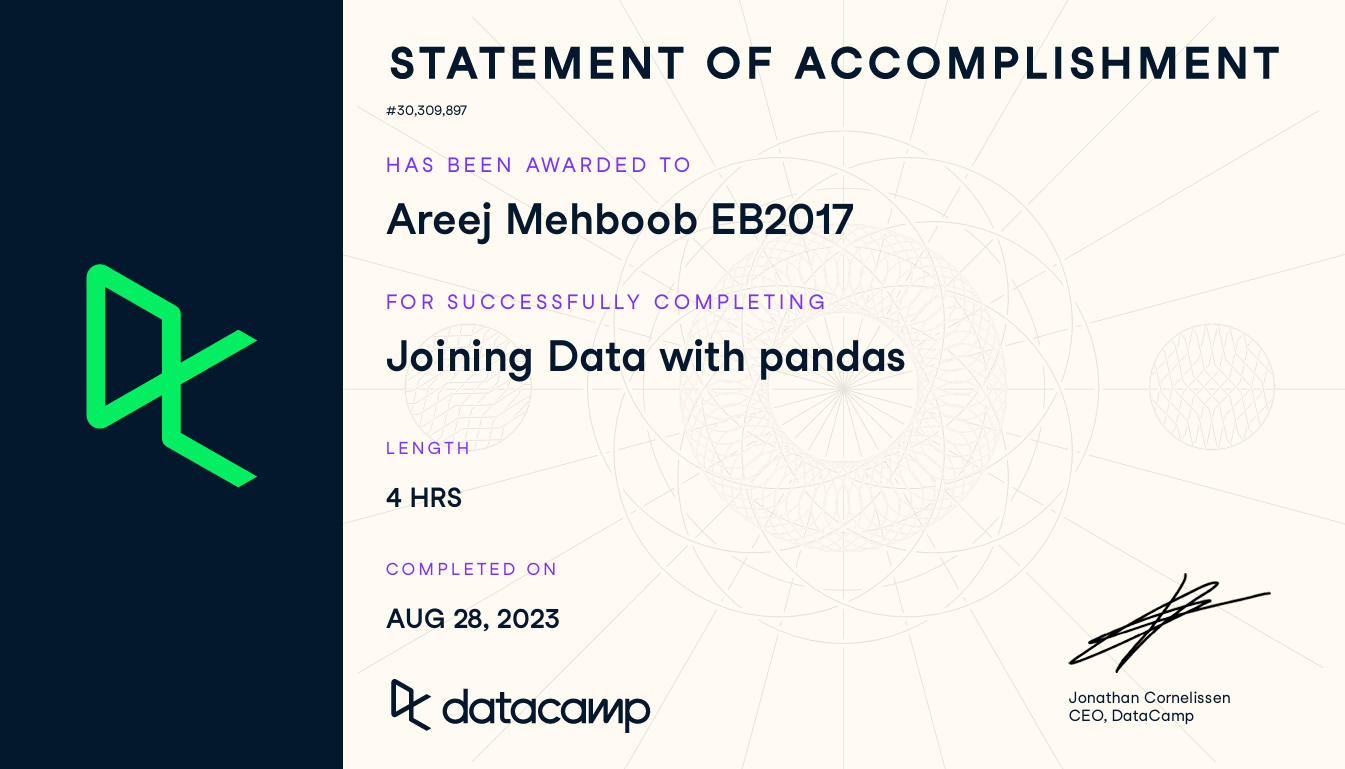 STATEMENT OF ACCOMPLISHMENT
#30,309,897
HAS BEEN AWARDED TO
Areej Mehboob EB2017
FOR SUCCESSFULLY COMPLETING
Joining Data with pandas
LENGTH
4 HRS
COMPLETED ON
AUG 28, 2023
datacamp
Jonathan Cornelissen
CEO, DataCamp